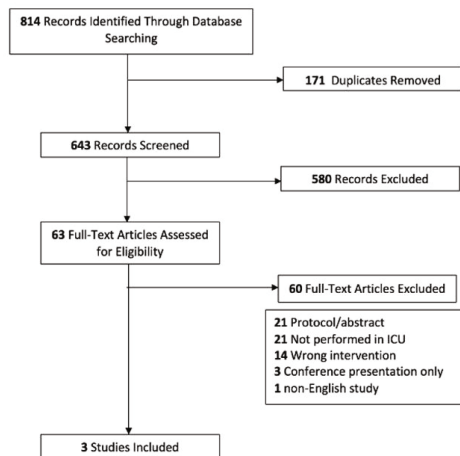 814 Records Identified Through Database
Searching
171 Duplicates Removed
643 Records Screened
580 Records Excluded
63 Full-Text Articles Assessed
for Eligibility
60 Full-Text Articles Excluded
21 Protocol/abstract
21 Not performed in ICU
14 Wrong intervention
3 Conference presentation only
1 non-English study
3 Studies Included